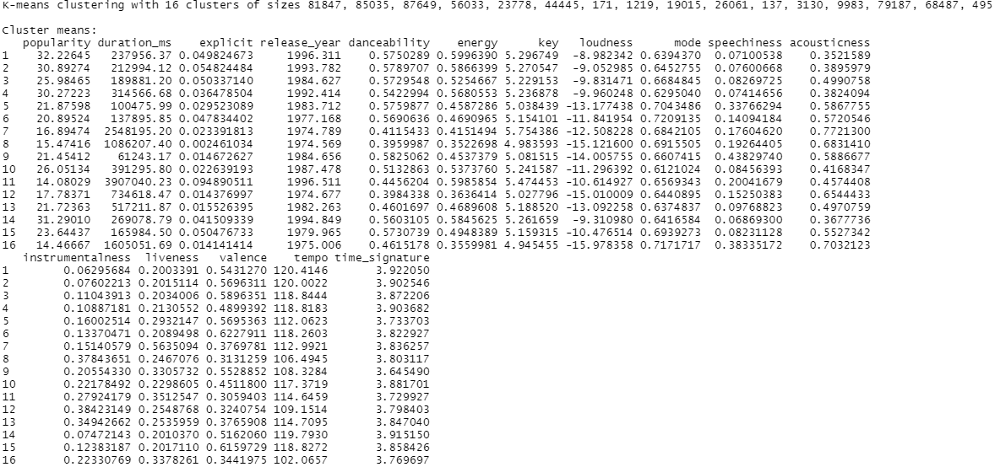 K-means clustering with 16 clusters of sizes 81847, 85035, 87649, 56033, 23778, 44445, 171, 1219, 19015, 26061, 137, 3130, 9983, 79187, 68487, 495
Cluster means:
popularity duration_ms explicit release_year danceability energy key loudness mode speechiness acousticness
1 32.22645 237956.37 0.049824673 1996.311 0.5750289 0.5996390 5.296749 -8.982342 0.6394370 0.07100538 0.3521589
2 30.89274 212994.12 0.054824484 1993.782 0.5789707 0.5866399 5.270547 -9.052985 0.6452755 0.07600668 0.3895979
3 25.98465 189881.20 0.050337140 1984.627 0.5729548 0.5254667 5.229153 -9.831471 0.6684845 0.08269725 0.4990758
4 30.27223 314566.68 0.036478504 1992.414 0.5422994 0.5680553 5.236878 -9.960248 0.6295040 0.07414656 0.3824094
5 21.87598 100475.99 0.029523089 1983.712 0.5759877 0.4587286 5.038439 -13.177438 0.7043486 0.33766294 0.5867755
6 20.89524 137895.85 0.047834402 1977.168 0.5690636 0.4690965 5.154101 -11.841954 0.7209135 0.14094184 0.5720546
7 16.89474 2548195.20 0.023391813 1974.789 0.4115433 0.4151494 5.754386 -12.508228 0.6842105 0.17604620 0.7721300
8 15.47416 1086207.40 0.002461034 1974.569 0.3959987 0.3522698 4.983593 -15.121600 0.6915505 0.19264405 0.6831410
9 21.45412 61243.17 0.014672627 1984.656 0.5825062 0.4537379 5.081515 -14.005755 0.6607415 0.43829740 0.5886677
10 26.05134 391295.80 0.022639193 1987.478 0.5132863 0.5373760 5.241587 -11.296392 0.6121024 0.08456393 0.4168347
11 14.08029 3907040.23 0.094890511 1996.511 0.4456204 0.5985854 5.474453 -10.614927 0.6569343 0.20041679 0.4574408
12 17.78371 734618.47 0.014376997 1974.677 0.3984338 0.3636414 5.027796 -15.010009 0.6440895 0.15250383 0.6544433
13 21.72363 517211.87 0.015526395 1982.263 0.4601697 0.4689608 5.188520 -13.092258 0.6374837 0.09768823 0.4970759
14 31.29010 269078.79 0.041509339 1994.849 0.5603105 0.5845625 5.261659 -9.310980 0.6416584 0.06869300 0.3677736
15 23.64437 165984.50 0.050476733 1979.965 0.5730739 0.4948389 5.159315 -10.476514 0.6939273 0.08231128 0.5527342
16 14.46667 1605051.69 0.014141414 1975.006 0.4615178 0.3559981 4.945455 -15.978358 0.7171717 0.38335172 0.7032123
instrumentalness liveness valence tempo time_signature
1 0.06295684 0.2003391 0.5431270 120.4146 3.922050
2 0.07602213 0.2015114 0.5696311 120.0022 3.902546
3 0.11043913 0.2034006 0.5896351 118.8444 3.872206
4 0.10887181 0.2130552 0.4899392 118.8183 3.903682
5 0.16002514 0.2932147 0.5695363 112.0623 3.733703
6 0.13370471 0.2089498 0.6227911 118.2603 3.822927
7 0.15140579 0.5635094 0.3769781 112.9921 3.836257
8 0.37843651 0.2467076 0.3131259 106.4945 3.803117
9 0.20554330 0.3305732 0.5528852 108.3284 3.645490
10 0.22178492 0.2298605 0.4511800 117.3719 3.881701
11 0.27924179 0.3512547 0.3059403 114.6459 3.729927
12 0.38423149 0.2548768 0.3240754 109.1514 3.798403
13 0.34942662 0.2535959 0.3765908 114.7095 3.847040
14 0.07472143 0.2010370 0.5162060 119.7930 3.915150
15 0.12383187 0.2017110 0.6159729 118.8272 3.858426
16 0.22330769 0.3378261 0.3441975 102.0657 3.769697